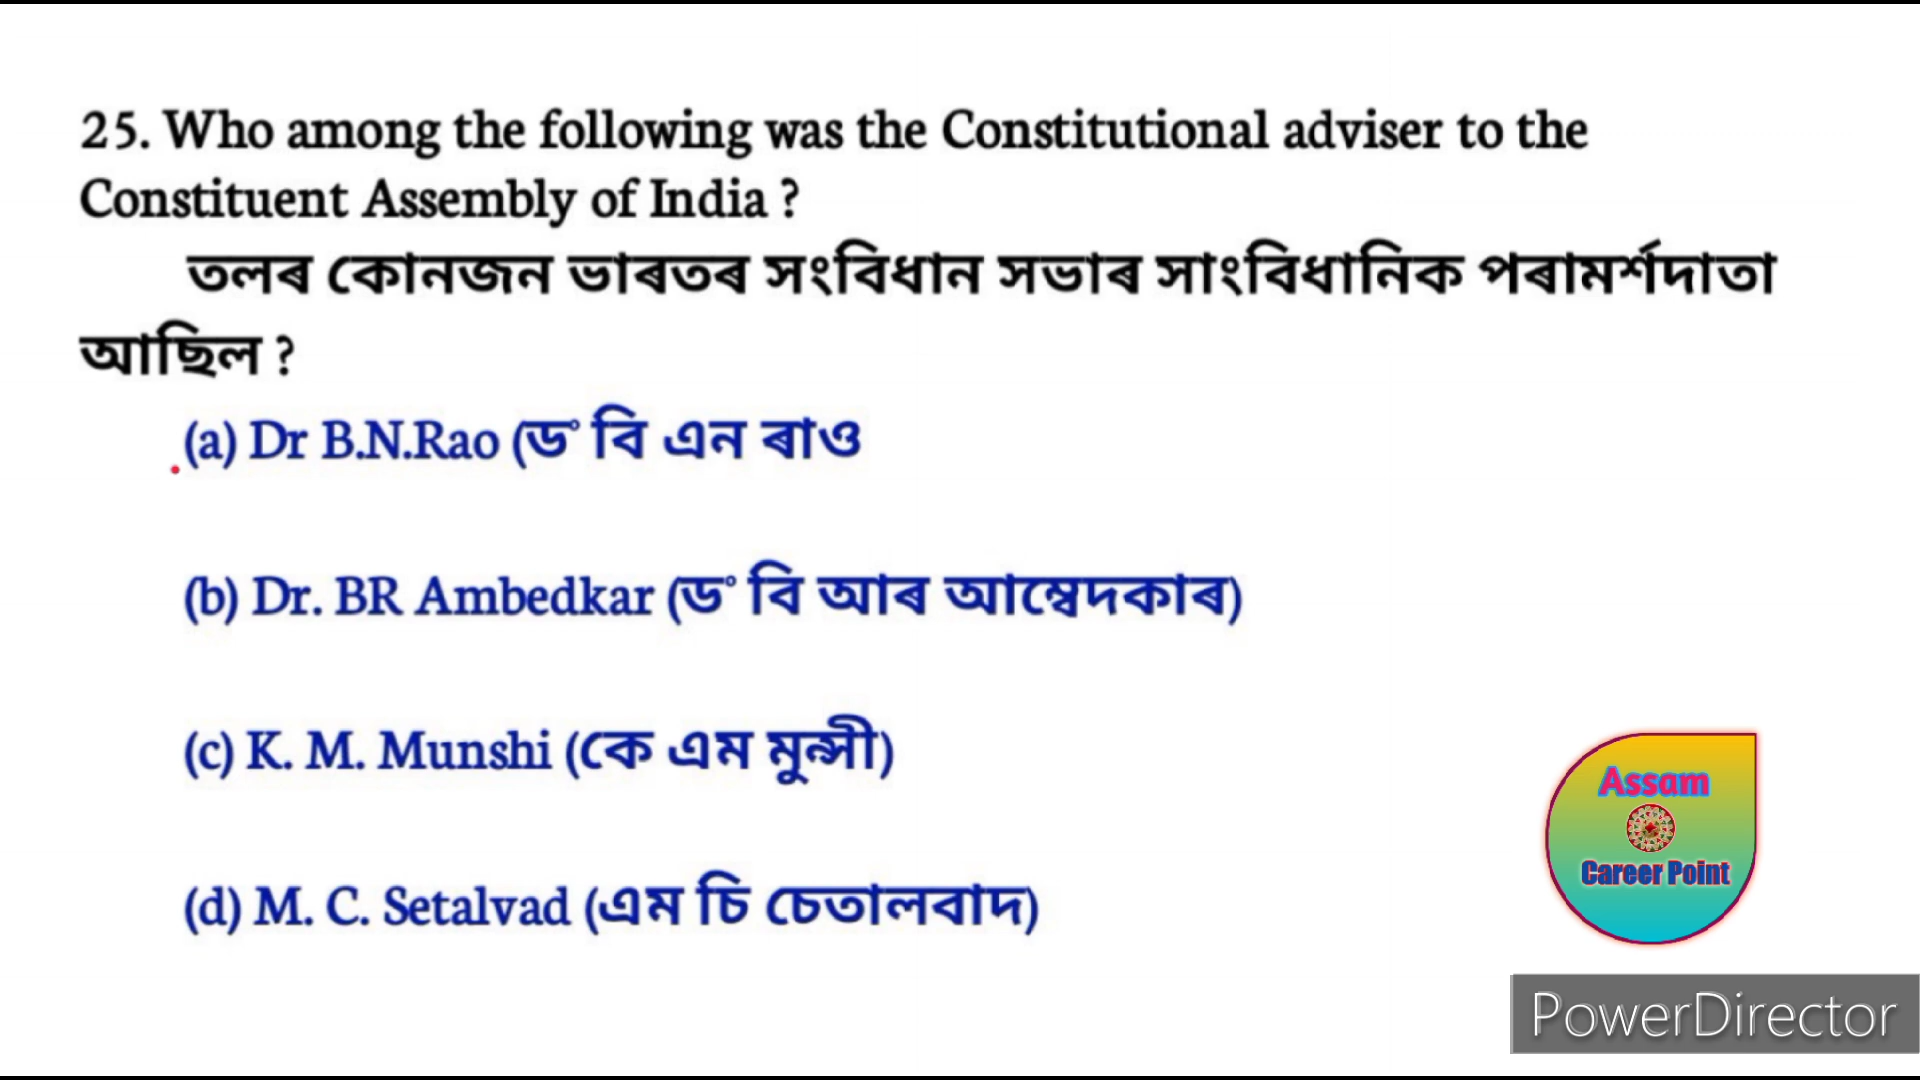 25. Who among the following was the Constitutional adviser to the
Constituent Assembly of India ?
তলৰ কোনজন ভাৰতৰ সংবিধান সভাৰ সাংবিধানিক পৰামৰ্শদাতা
আছিল ?
(a) Dr B.N.Rao (ড° বি এন ৰাও
(b) Dr. BR Ambedkar (ড° বি আৰ আম্বেদকাৰ)
(c) K. M. Munshi (কে এম মুন্সী)
(d) M. C. Setalvad (এম চি চেতালবাদ)
Assam
Career Point
PowerDirector